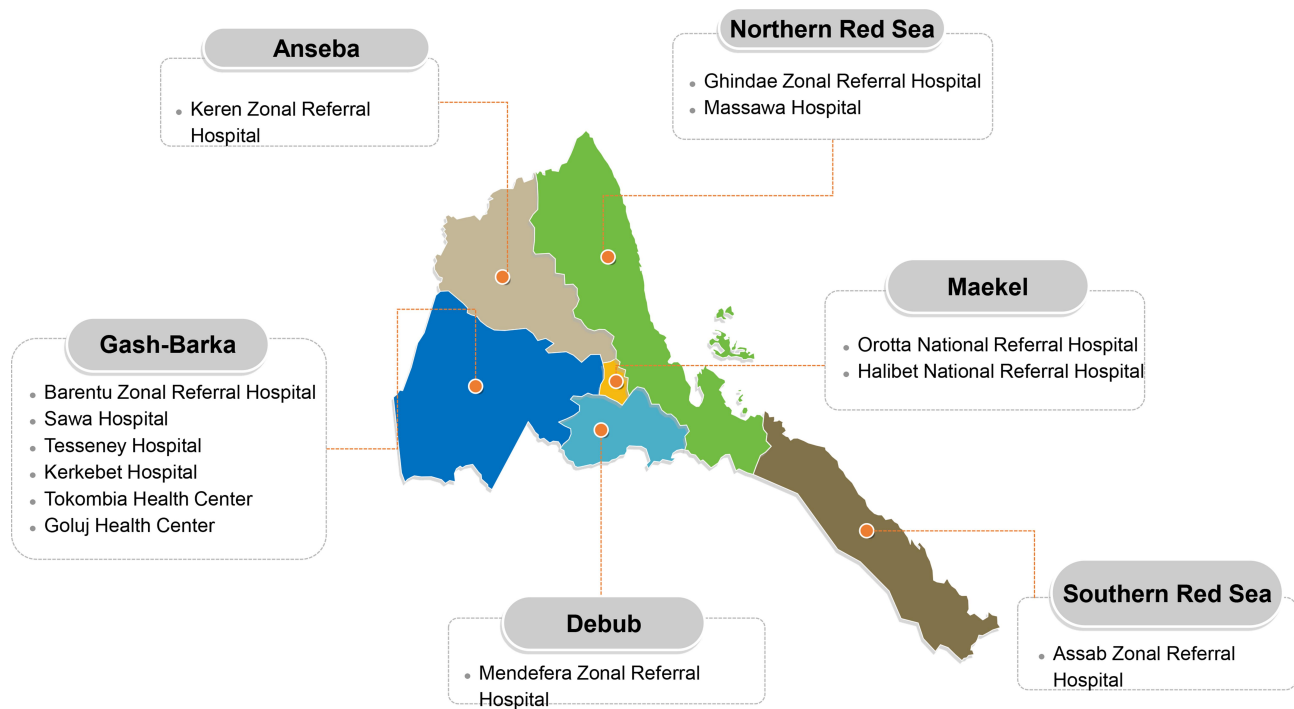 Anseba
• Keren Zonal Referral
Hospital
Northern Red Sea
• Ghindae Zonal Referral Hospital
• Massawa Hospital
Maekel
• Orotta National Referral Hospital
• Halibet National Referral Hospital
Gash-Barka
• Barentu Zonal Referral Hospital
• Sawa Hospital
• Tesseney Hospital
• Kerkebet Hospital
• Tokombia Health Center
• Goluj Health Center
Debub
• Mendefera Zonal Referral
Hospital
Southern Red Sea
• Assab Zonal Referral
Hospital